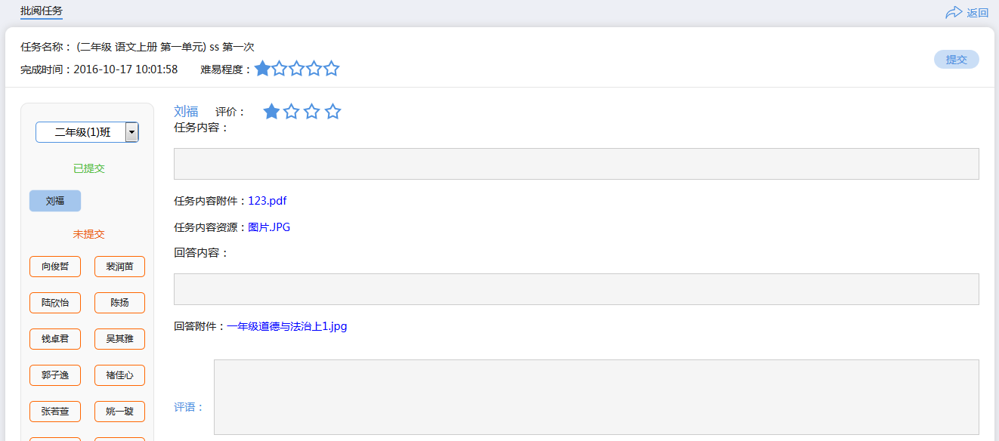 批阅任务
返回
任务名称： (二年级 语文上册 第一单元) ss 第一次
完成时间：2016-10-17 10:01:58 难易程度：
提交
二年级(1)班
已提交
刘福
未提交
向俊哲 裴润苗
陆欣怡 陈扬
钱卓君 吴其雅
郭子逸 褚佳心
张若萱 姚一璇
刘福 评价：
任务内容：
任务内容附件：123.pdf
任务内容资源：图片.JPG
回答内容：
回答附件：一年级道德与法治上1.jpg
评语：